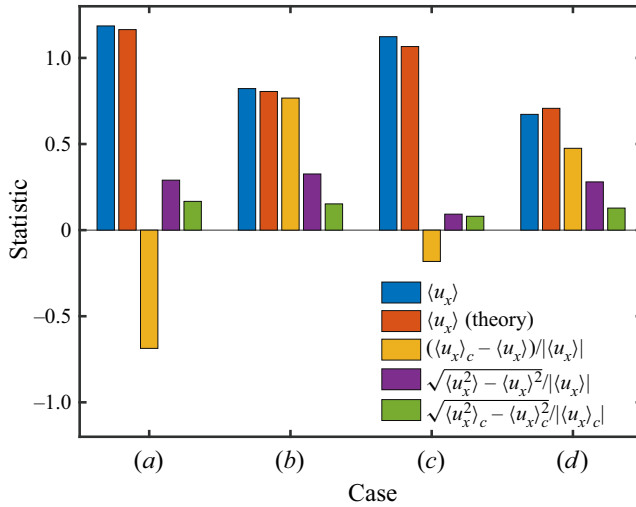 1.0
0.5
0
−0.5
−1.0
Statistic
⟨u_x⟩
⟨u_x⟩ (theory)
(⟨u_x⟩_c − ⟨u_x⟩)/|⟨u_x⟩|
√(⟨u_x^2⟩ − ⟨u_x⟩^2)/|⟨u_x⟩|
√(⟨u_x^2⟩_c − ⟨u_x⟩_c^2)/|⟨u_x⟩_c|
(a) (b) (c) (d)
Case